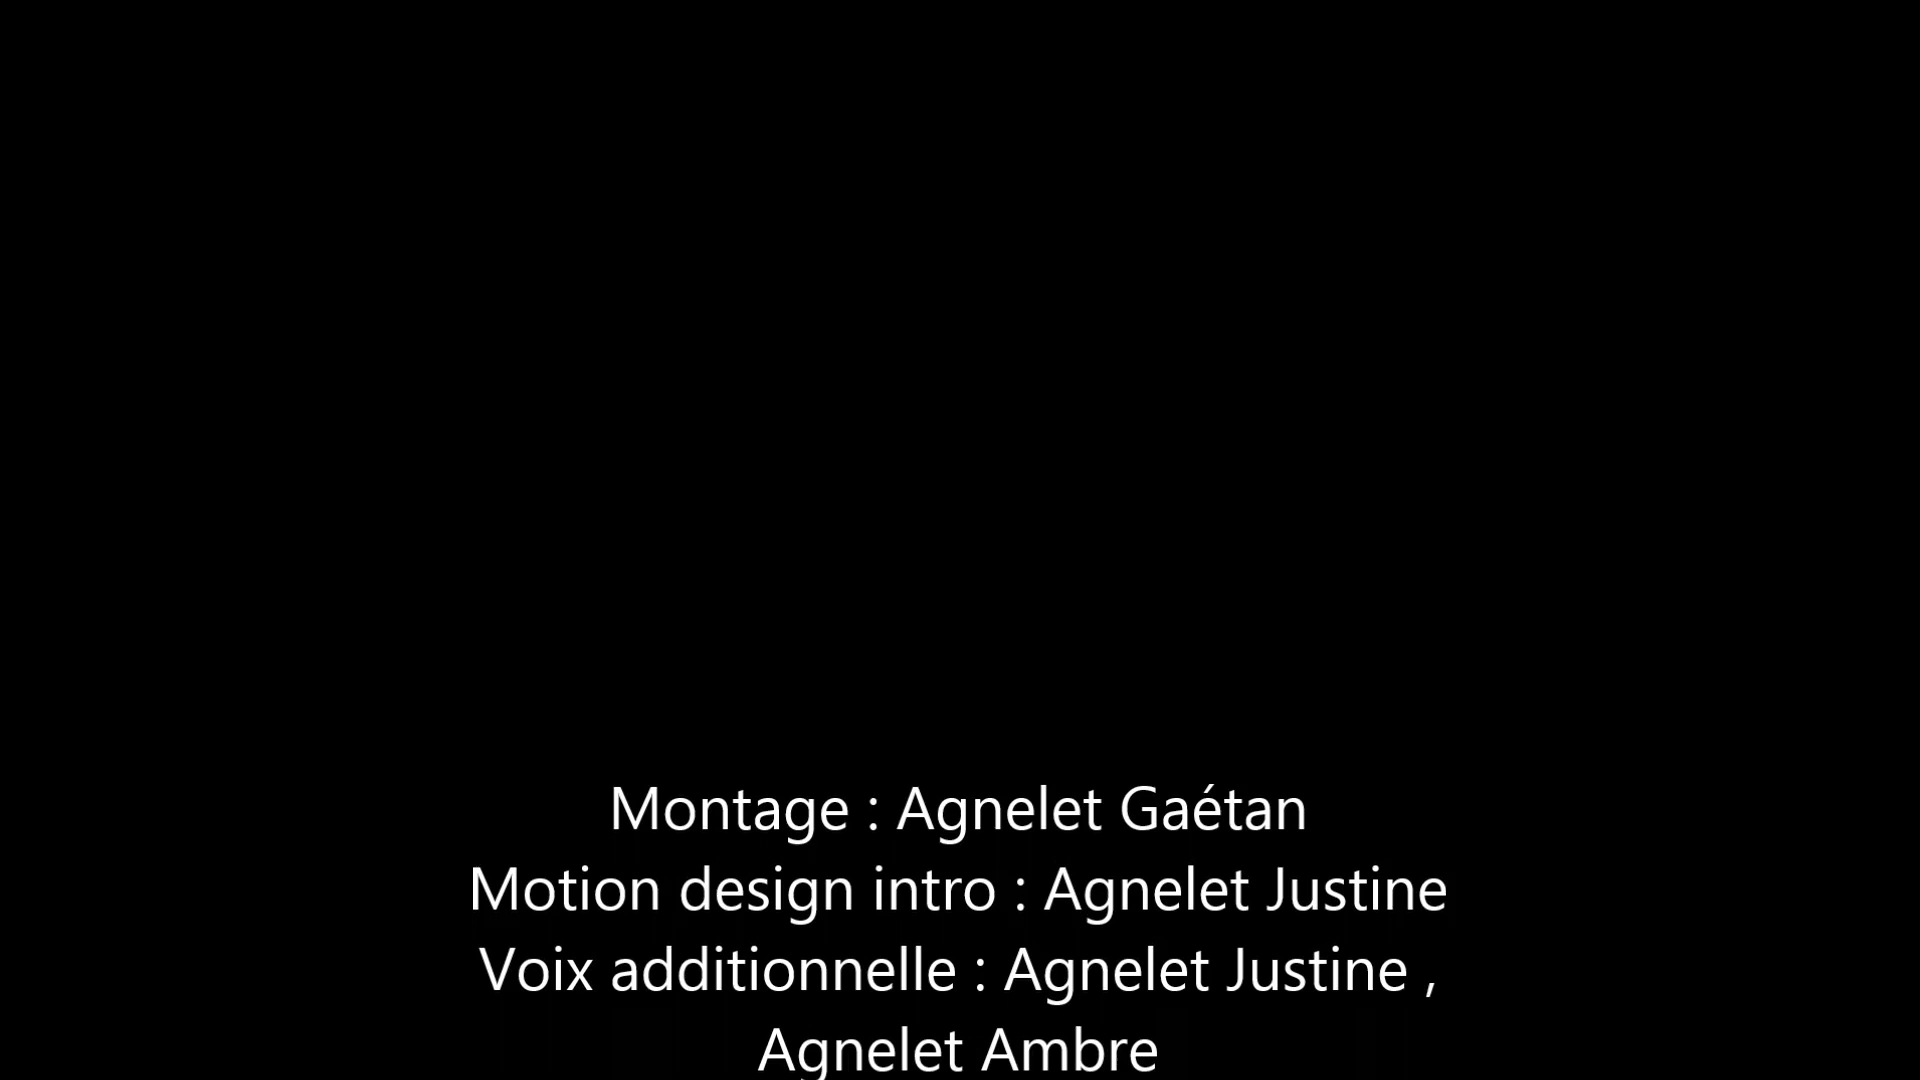 Montage : Agnelet Gaétan
Motion design intro : Agnelet Justine
Voix additionnelle : Agnelet Justine ,
Agnelet Ambre